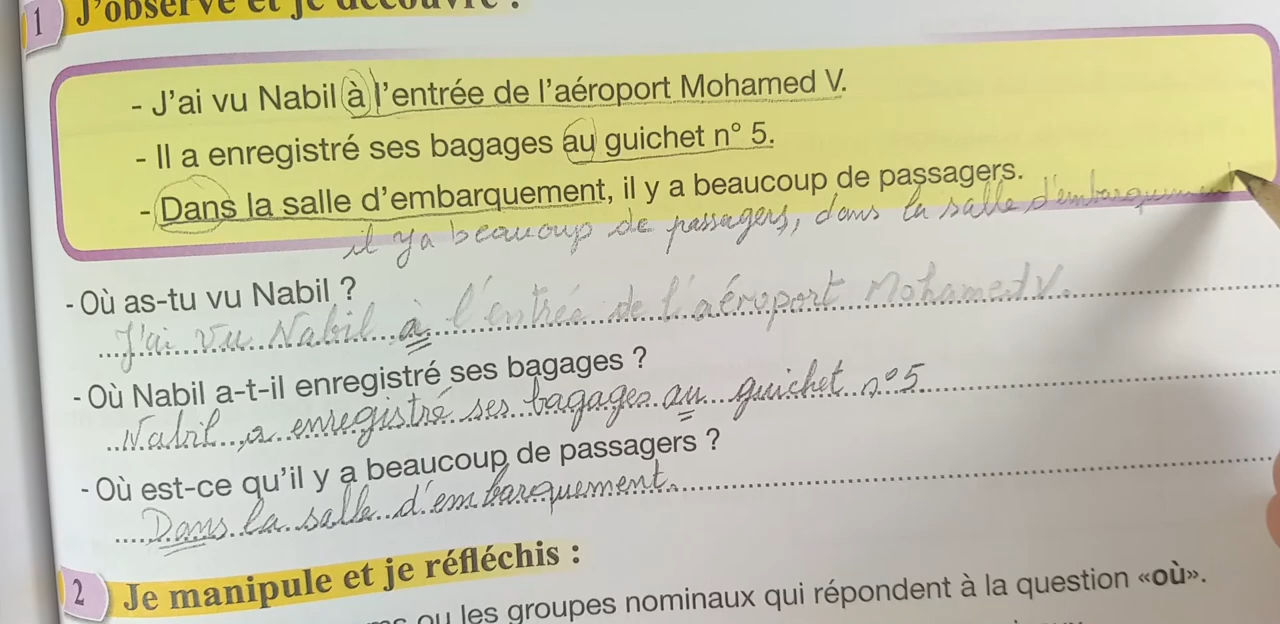 1 J'observe et je découvre :
- J'ai vu Nabil à l'entrée de l'aéroport Mohamed V.
- Il a enregistré ses bagages au guichet n° 5.
- Dans la salle d'embarquement, il y a beaucoup de passagers.
il y a beaucoup de passagers, dans la salle d'embarquement
- Où as-tu vu Nabil ?
J'ai vu Nabil à l'entrée de l'aéroport Mohamed V.
- Où Nabil a-t-il enregistré ses bagages ?
Nabil a enregistré ses bagages au guichet n° 5
- Où est-ce qu'il y a beaucoup de passagers ?
Dans la salle d'embarquement.
2 Je manipule et je réfléchis :
ou les groupes nominaux qui répondent à la question «où».